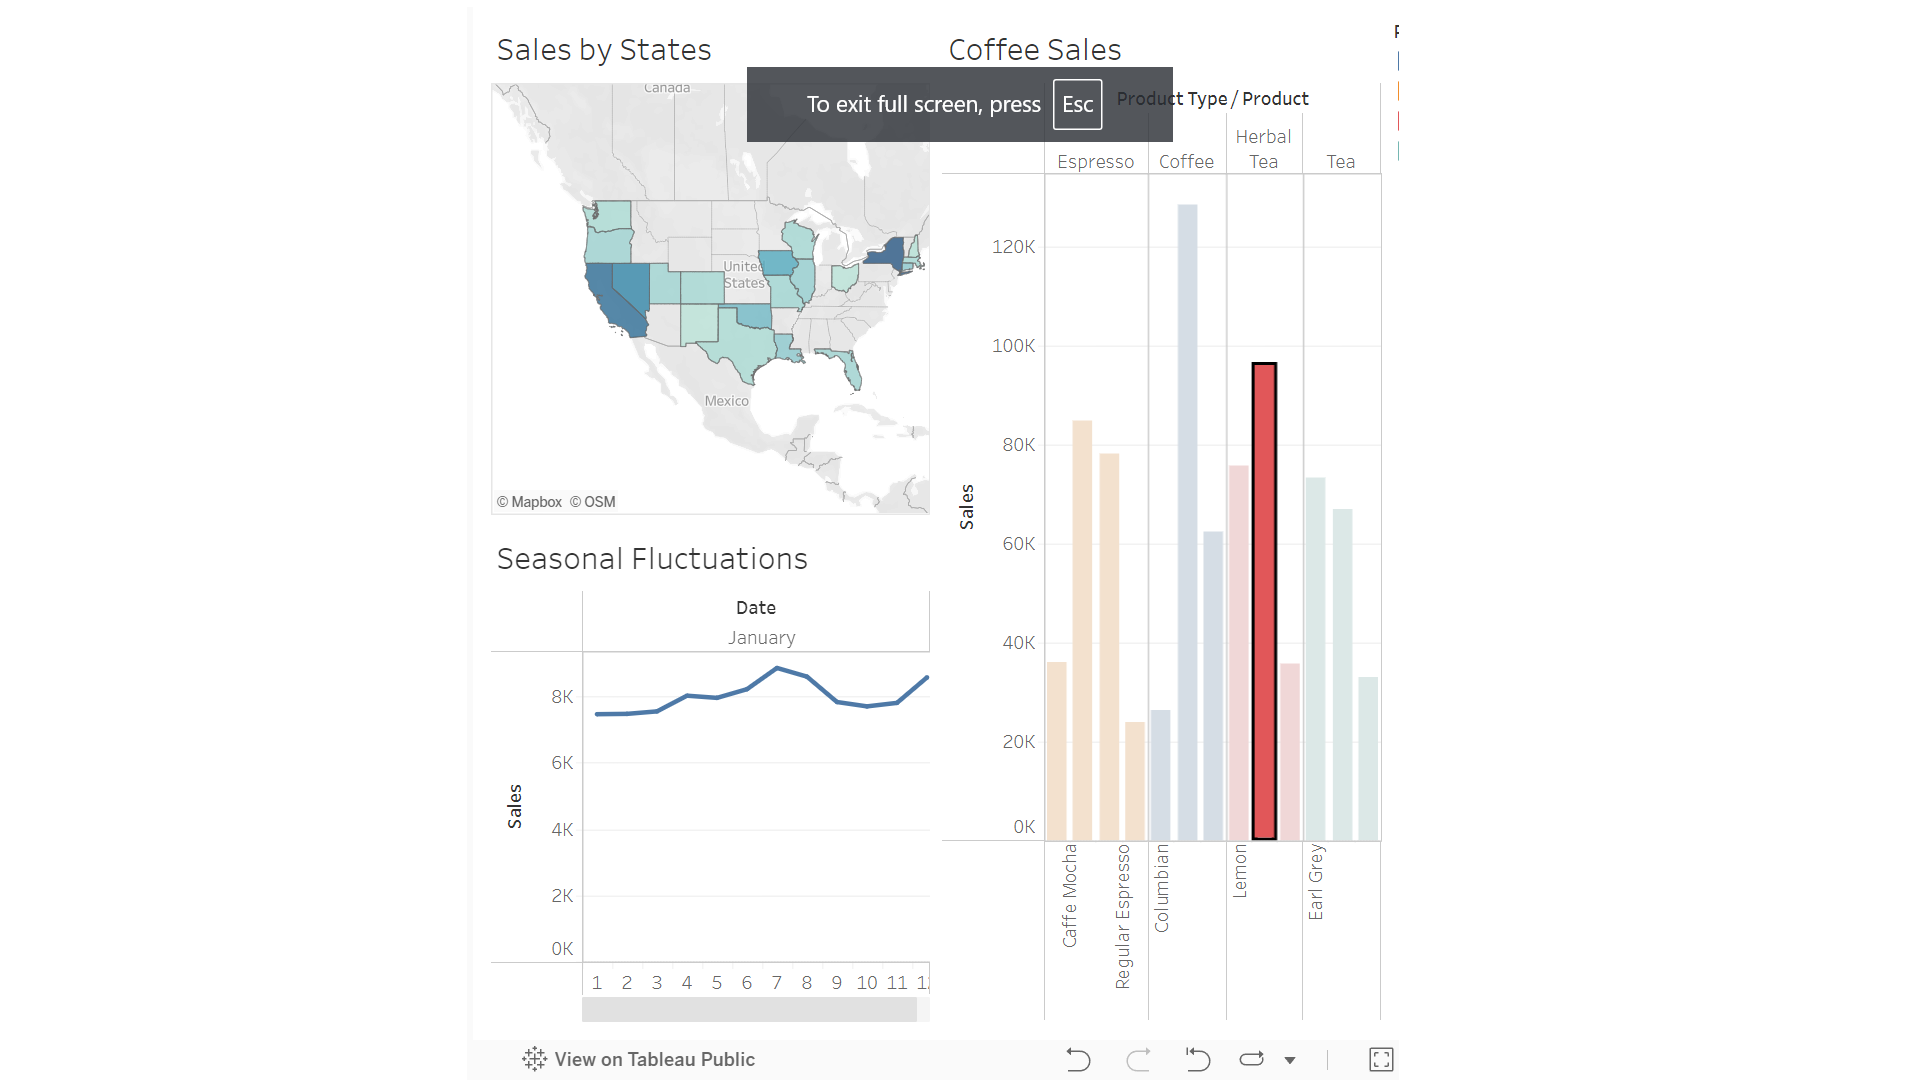 Sales by States
Canada
United
States
Mexico
© Mapbox © OSM
Seasonal Fluctuations
Date
January
Sales
8K
6K
4K
2K
0K
1 2 3 4 5 6 7 8 9 10 11
Coffee Sales
To exit full screen, press Esc
Product Type / Product
Espresso
Coffee
Herbal
Tea
Tea
Sales
120K
100K
80K
60K
40K
20K
0K
Caffe Mocha
Regular Espresso
Columbian
Lemon
Earl Grey
View on Tableau Public